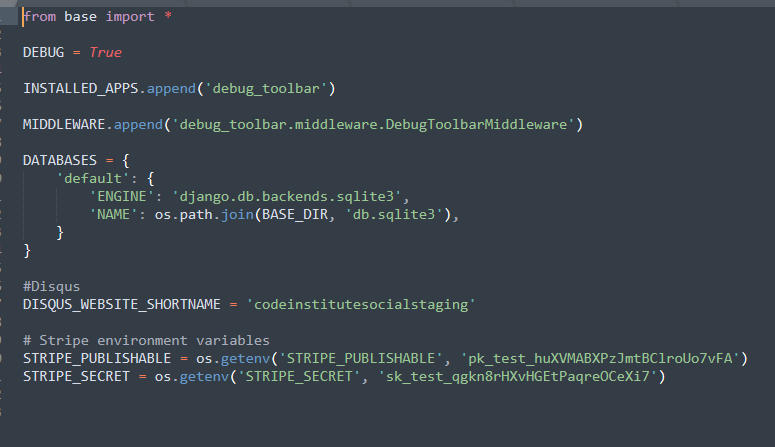 from base import *
DEBUG = True
INSTALLED_APPS.append('debug_toolbar')
MIDDLEWARE.append('debug_toolbar.middleware.DebugToolbarMiddleware')
DATABASES = {
    'default': {
        'ENGINE': 'django.db.backends.sqlite3',
        'NAME': os.path.join(BASE_DIR, 'db.sqlite3'),
    }
}
#Disqus
DISQUS_WEBSITE_SHORTNAME = 'codeinstitutesocialstaging'
# Stripe environment variables
STRIPE_PUBLISHABLE = os.getenv('STRIPE_PUBLISHABLE', 'pk_test_huXVMABXPzJmtBClroUo7vFA')
STRIPE_SECRET = os.getenv('STRIPE_SECRET', 'sk_test_qgkn8rHXvHGEtPaqreOCeXi7')